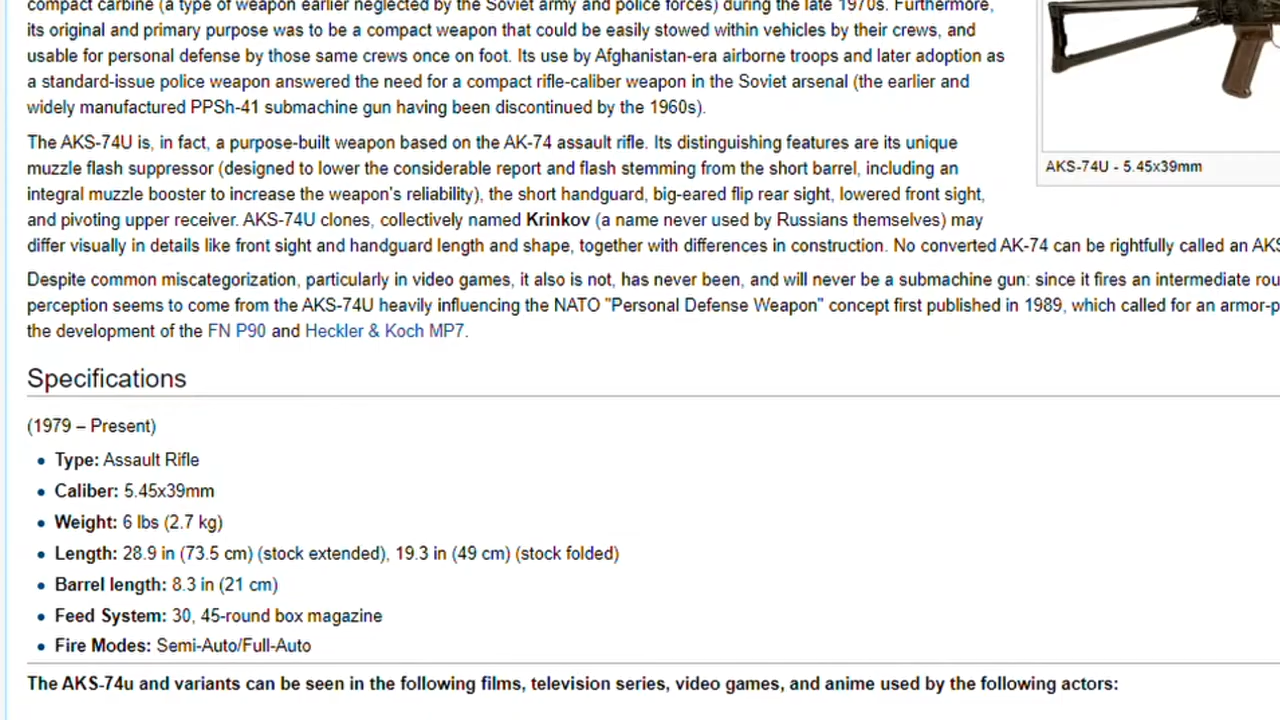 compact carbine (a type of weapon earlier neglected by the Soviet army and police forces) during the late 1970s. Furthermore,
its original and primary purpose was to be a compact weapon that could be easily stowed within vehicles by their crews, and
usable for personal defense by those same crews once on foot. Its use by Afghanistan-era airborne troops and later adoption as
a standard-issue police weapon answered the need for a compact rifle-caliber weapon in the Soviet arsenal (the earlier and
widely manufactured PPSh-41 submachine gun having been discontinued by the 1960s).
The AKS-74U is, in fact, a purpose-built weapon based on the AK-74 assault rifle. Its distinguishing features are its unique
muzzle flash suppressor (designed to lower the considerable report and flash stemming from the short barrel, including an
integral muzzle booster to increase the weapon's reliability), the short handguard, big-eared flip rear sight, lowered front sight,
and pivoting upper receiver. AKS-74U clones, collectively named Krinkov (a name never used by Russians themselves) may
differ visually in details like front sight and handguard length and shape, together with differences in construction. No converted AK-74 can be rightfully called an AKS
AKS-74U - 5.45x39mm
Despite common miscategorization, particularly in video games, it also is not, has never been, and will never be a submachine gun: since it fires an intermediate rou
perception seems to come from the AKS-74U heavily influencing the NATO "Personal Defense Weapon" concept first published in 1989, which called for an armor-p
the development of the FN P90 and Heckler & Koch MP7.
Specifications
(1979 – Present)
• Type: Assault Rifle
• Caliber: 5.45x39mm
• Weight: 6 lbs (2.7 kg)
• Length: 28.9 in (73.5 cm) (stock extended), 19.3 in (49 cm) (stock folded)
• Barrel length: 8.3 in (21 cm)
• Feed System: 30, 45-round box magazine
• Fire Modes: Semi-Auto/Full-Auto
The AKS-74u and variants can be seen in the following films, television series, video games, and anime used by the following actors: